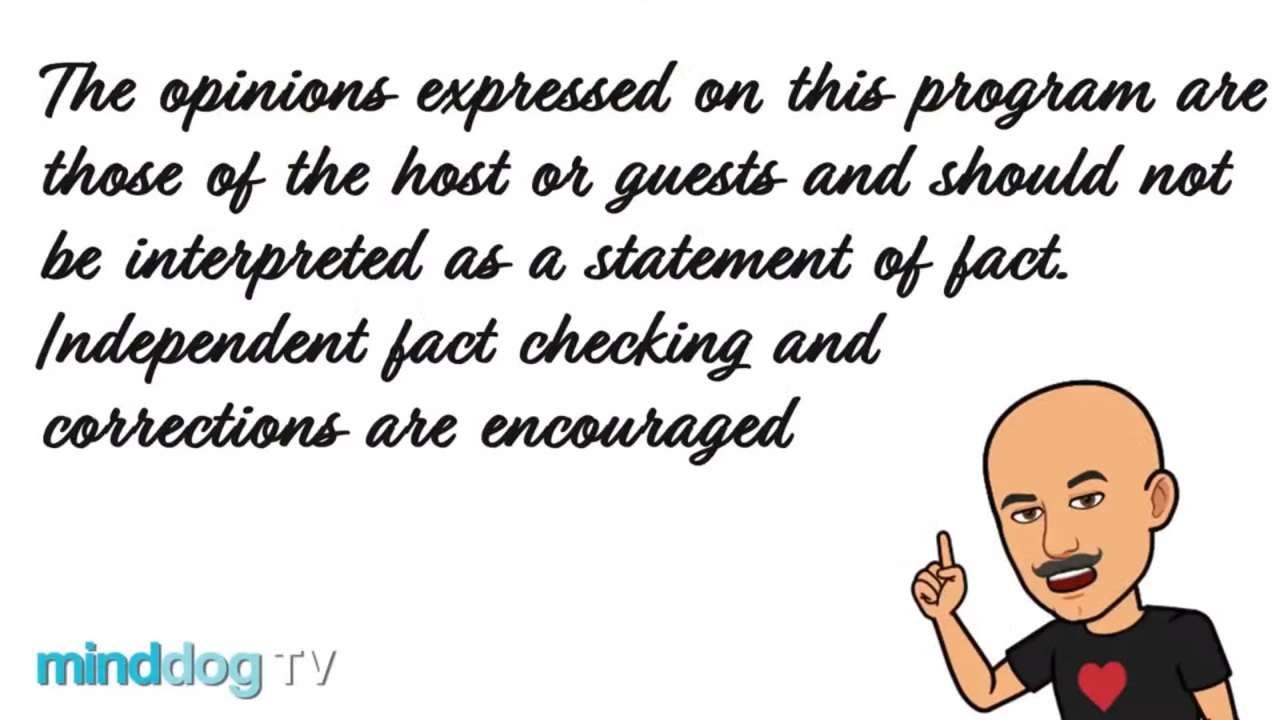 The opinions expressed on this program are
those of the host or guests and should not
be interpreted as a statement of fact.
Independent fact checking and
corrections are encouraged
minddog TV